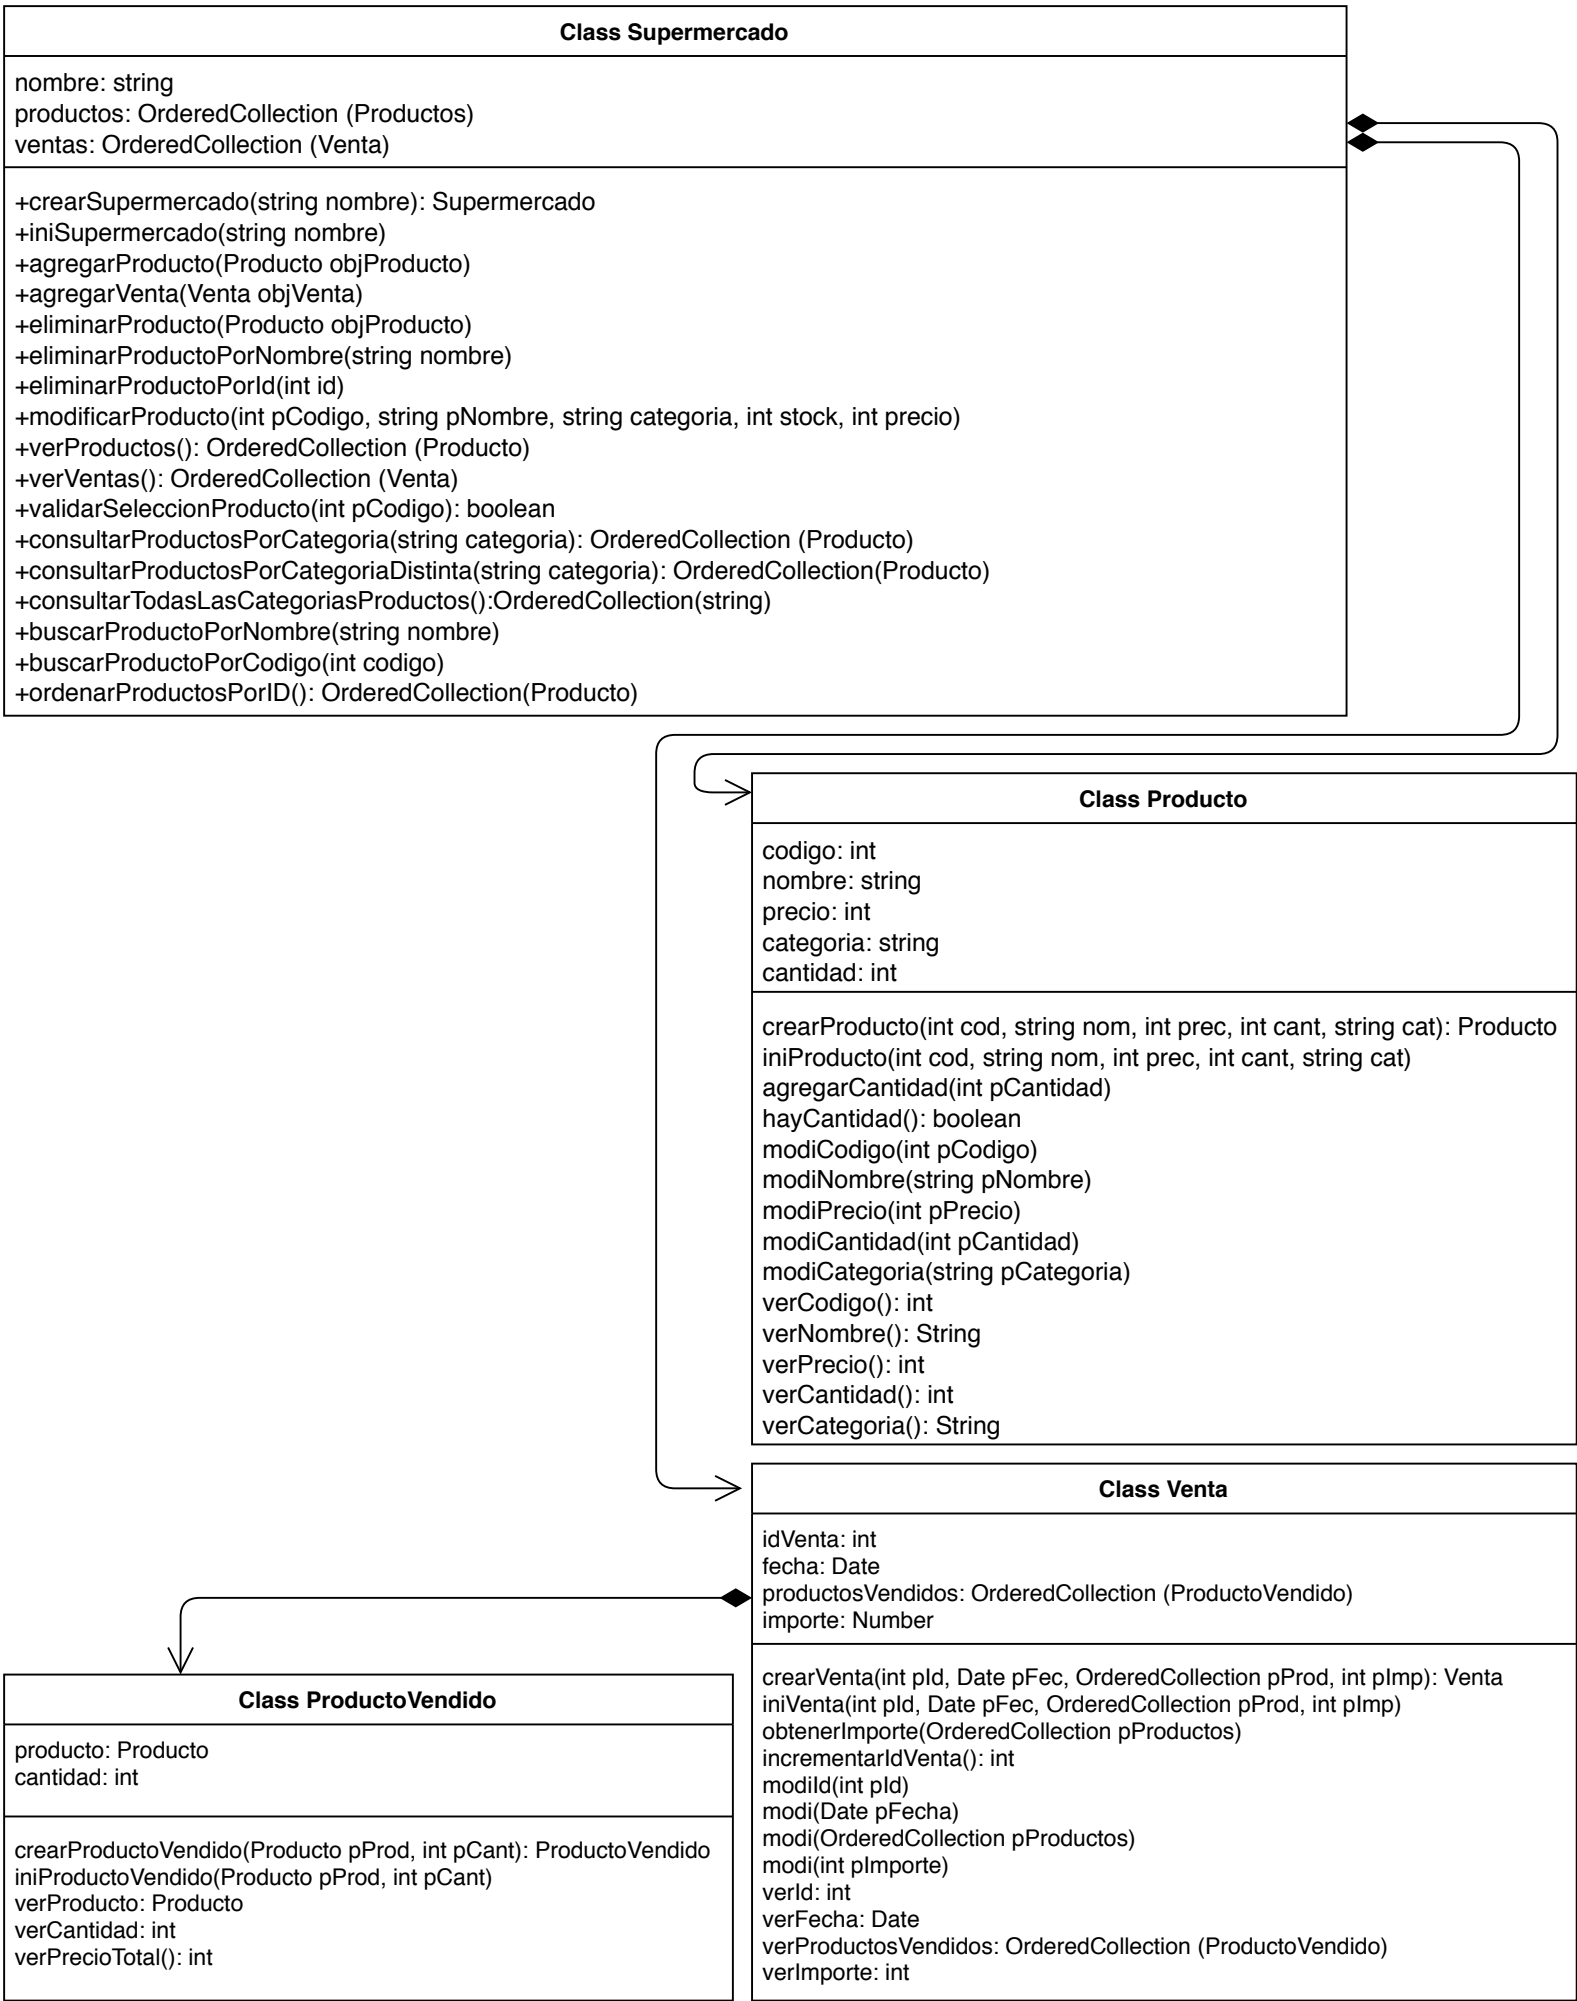 Class Supermercado
nombre: string
productos: OrderedCollection (Productos)
ventas: OrderedCollection (Venta)
+crearSupermercado(string nombre): Supermercado
+iniSupermercado(string nombre)
+agregarProducto(Producto objProducto)
+agregarVenta(Venta objVenta)
+eliminarProducto(Producto objProducto)
+eliminarProductoPorNombre(string nombre)
+eliminarProductoPorId(int id)
+modificarProducto(int pCodigo, string pNombre, string categoria, int stock, int precio)
+verProductos(): OrderedCollection (Producto)
+verVentas(): OrderedCollection (Venta)
+validarSeleccionProducto(int pCodigo): boolean
+consultarProductosPorCategoria(string categoria): OrderedCollection (Producto)
+consultarProductosPorCategoriaDistinta(string categoria): OrderedCollection(Producto)
+consultarTodasLasCategoriasProductos():OrderedCollection(string)
+buscarProductoPorNombre(string nombre)
+buscarProductoPorCodigo(int codigo)
+ordenarProductosPorID(): OrderedCollection(Producto)
Class Producto
codigo: int
nombre: string
precio: int
categoria: string
cantidad: int
crearProducto(int cod, string nom, int prec, int cant, string cat): Producto
iniProducto(int cod, string nom, int prec, int cant, string cat)
agregarCantidad(int pCantidad)
hayCantidad(): boolean
modiCodigo(int pCodigo)
modiNombre(string pNombre)
modiPrecio(int pPrecio)
modiCantidad(int pCantidad)
modiCategoria(string pCategoria)
verCodigo(): int
verNombre(): String
verPrecio(): int
verCantidad(): int
verCategoria(): String
Class Venta
idVenta: int
fecha: Date
productosVendidos: OrderedCollection (ProductoVendido)
importe: Number
crearVenta(int pId, Date pFec, OrderedCollection pProd, int pImp): Venta
iniVenta(int pId, Date pFec, OrderedCollection pProd, int pImp)
obtenerImporte(OrderedCollection pProductos)
incrementarIdVenta(): int
modiId(int pId)
modi(Date pFecha)
modi(OrderedCollection pProductos)
modi(int pImporte)
verId: int
verFecha: Date
verProductosVendidos: OrderedCollection (ProductoVendido)
verImporte: int
Class ProductoVendido
producto: Producto
cantidad: int
crearProductoVendido(Producto pProd, int pCant): ProductoVendido
iniProductoVendido(Producto pProd, int pCant)
verProducto: Producto
verCantidad: int
verPrecioTotal(): int